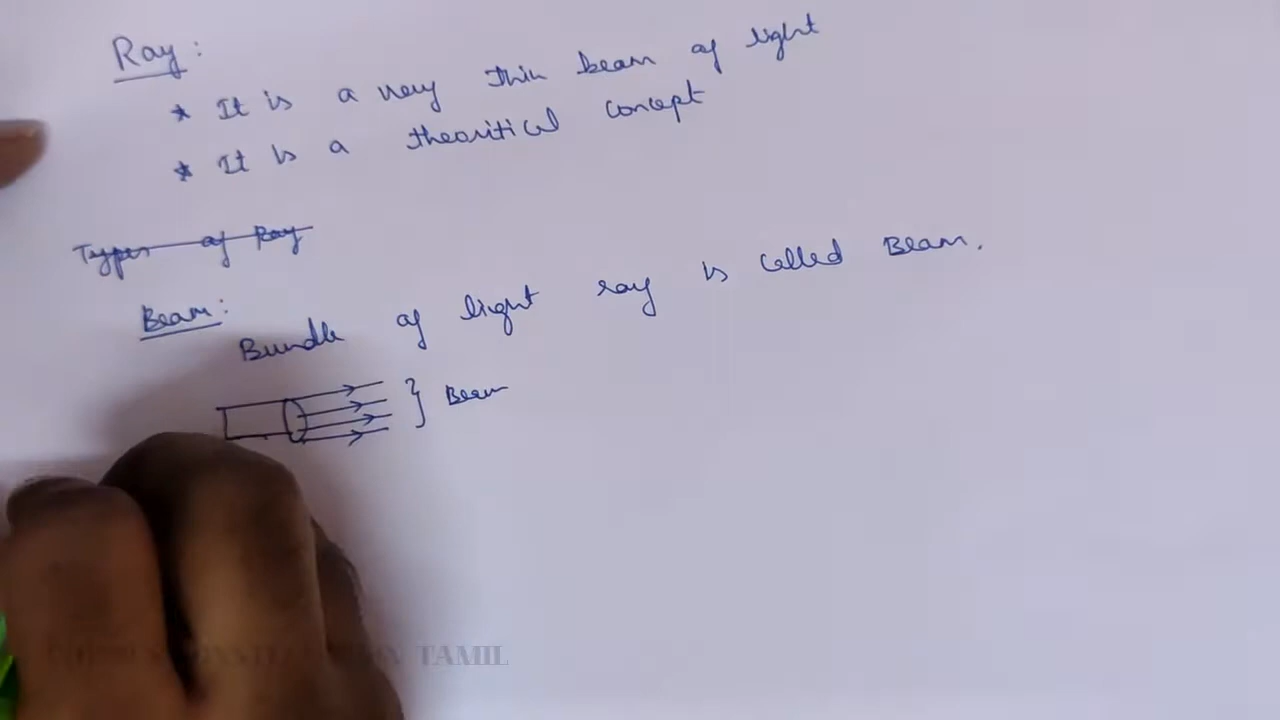 Ray:
* It is a very thin beam of light
* It is a theoritical concept
Types of Ray
Beam:
Bundle of light ray is called Beam.
Beam
TAMIL